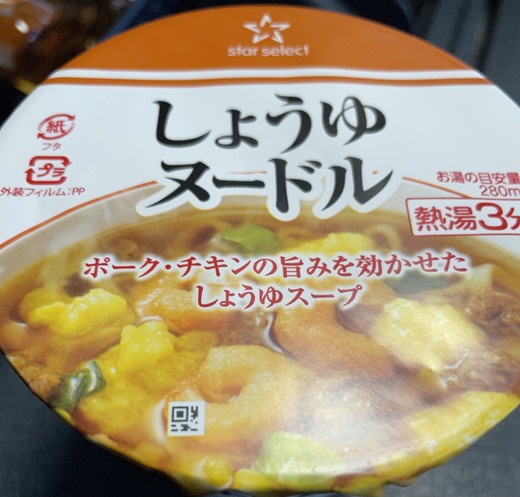 star select
しょうゆ
ヌードル
紙
フタ
プラ
外装フィルム:PP
お湯の目安量
280m
熱湯3分
ポーク・チキンの旨みを効かせた
しょうゆスープ